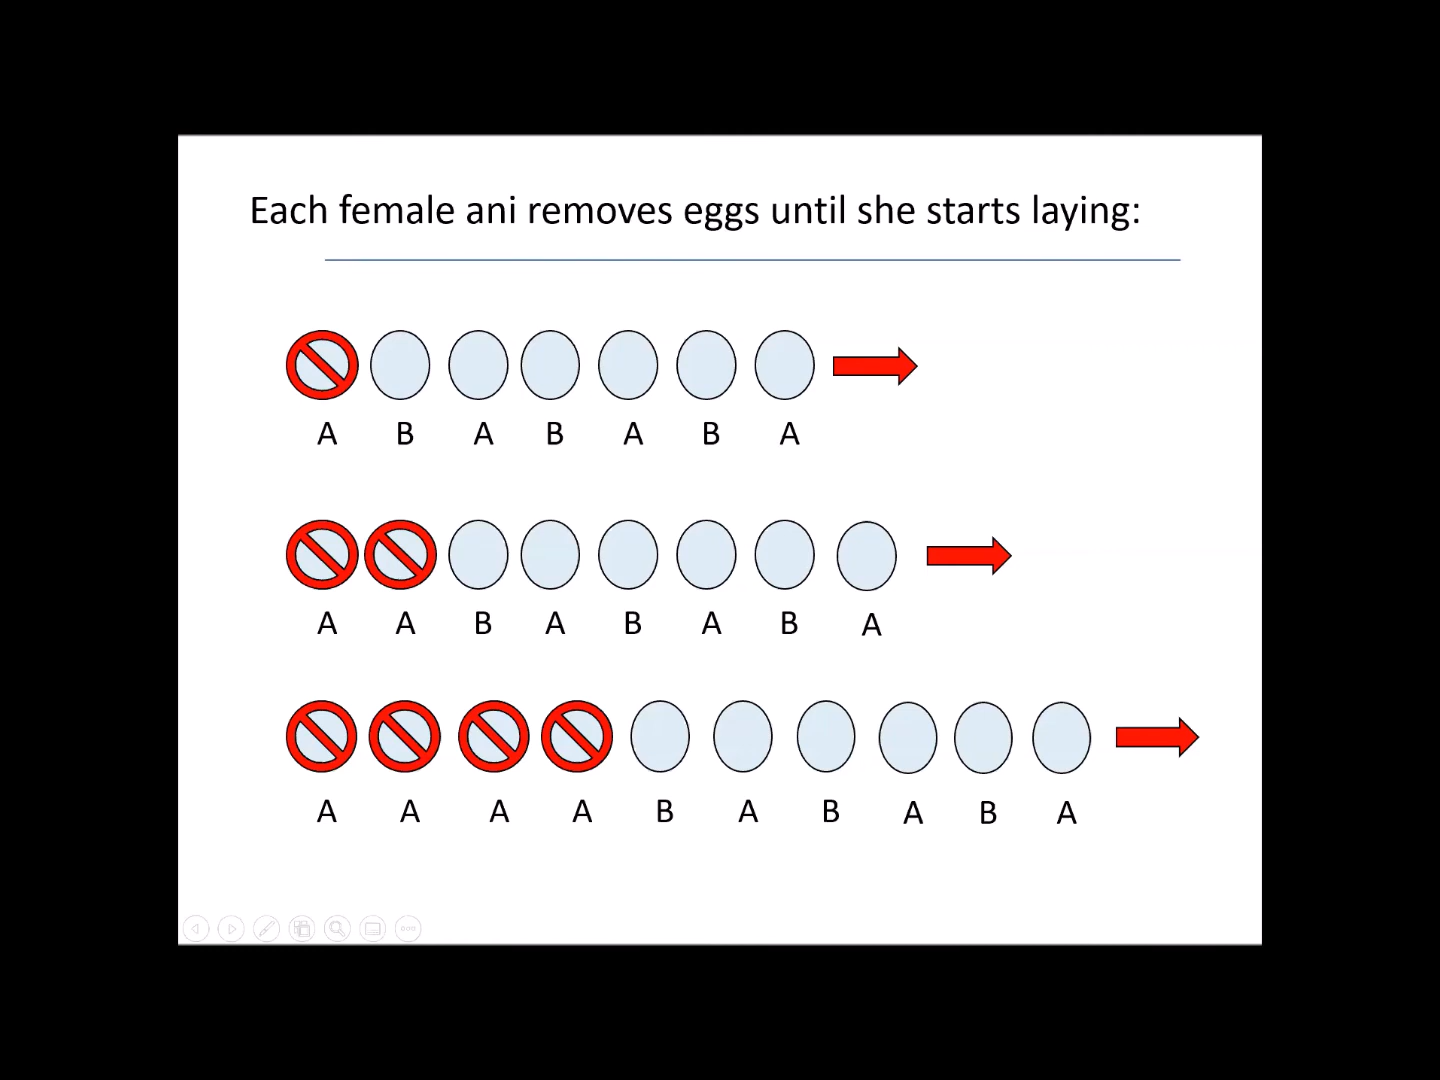 Each female ani removes eggs until she starts laying:
A B A B A B A
A A B A B A B A
A A A A B A B A B A